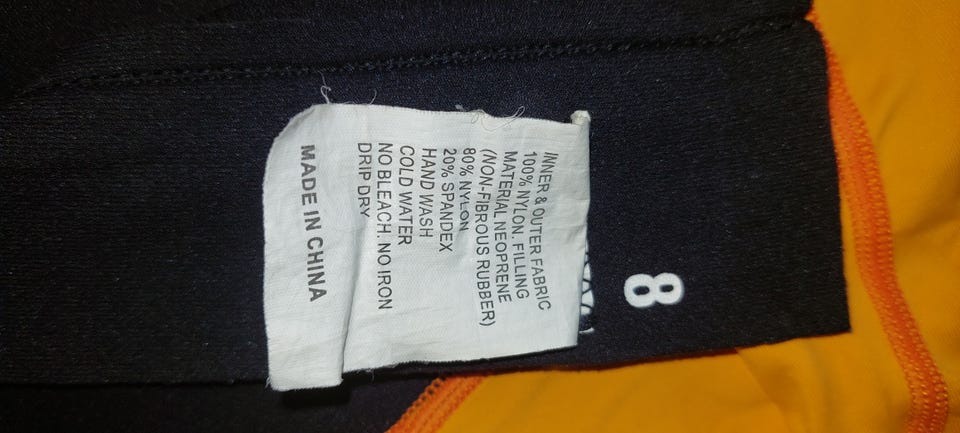 INNER & OUTER FABRIC
100% NYLON. FILLING
MATERIAL NEOPRENE
(NON-FIBROUS RUBBER)
80% NYLON
20% SPANDEX
HAND WASH
COLD WATER
NO BLEACH. NO IRON
DRIP DRY
MADE IN CHINA
8